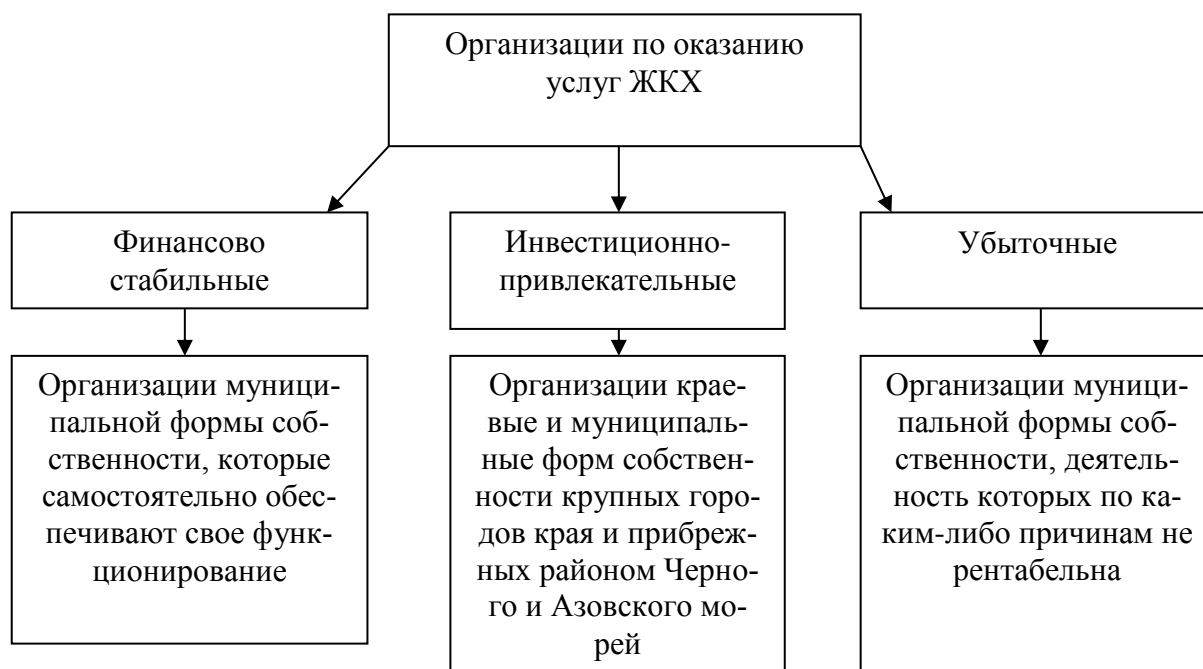 Организации по оказанию
услуг ЖКХ
Финансово
стабильные
Инвестиционно-
привлекательные
Убыточные
Организации муници-
пальной формы соб-
ственности, которые
самостоятельно обес-
печивают свое функ-
ционирование
Организации крае-
вые и муниципаль-
ные форм собствен-
ности крупных горо-
дов края и прибреж-
ных районом Черно-
го и Азовского мо-
рей
Организации муници-
пальной формы соб-
ственности, деятель-
ность которых по ка-
ким-либо причинам не
рентабельна